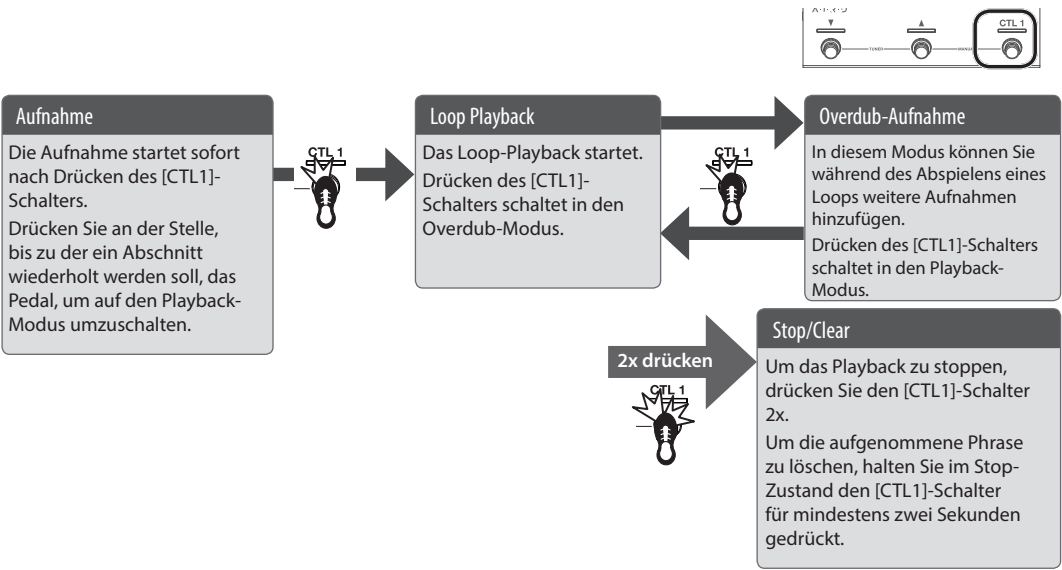 ▼
▲
CTL 1
TUNER
MANUAL
Aufnahme
Die Aufnahme startet sofort
nach Drücken des [CTL1]-
Schalters.
Drücken Sie an der Stelle,
bis zu der ein Abschnitt
wiederholt werden soll, das
Pedal, um auf den Playback-
Modus umzuschalten.
CTL 1
Loop Playback
Das Loop-Playback startet.
Drücken des [CTL1]-
Schalters schaltet in den
Overdub-Modus.
CTL 1
Overdub-Aufnahme
In diesem Modus können Sie
während des Abspielens eines
Loops weitere Aufnahmen
hinzufügen.
Drücken des [CTL1]-Schalters
schaltet in den Playback-
Modus.
2x drücken
CTL 1
Stop/Clear
Um das Playback zu stoppen,
drücken Sie den [CTL1]-Schalter
2x.
Um die aufgenommene Phrase
zu löschen, halten Sie im Stop-
Zustand den [CTL1]-Schalter
für mindestens zwei Sekunden
gedrückt.